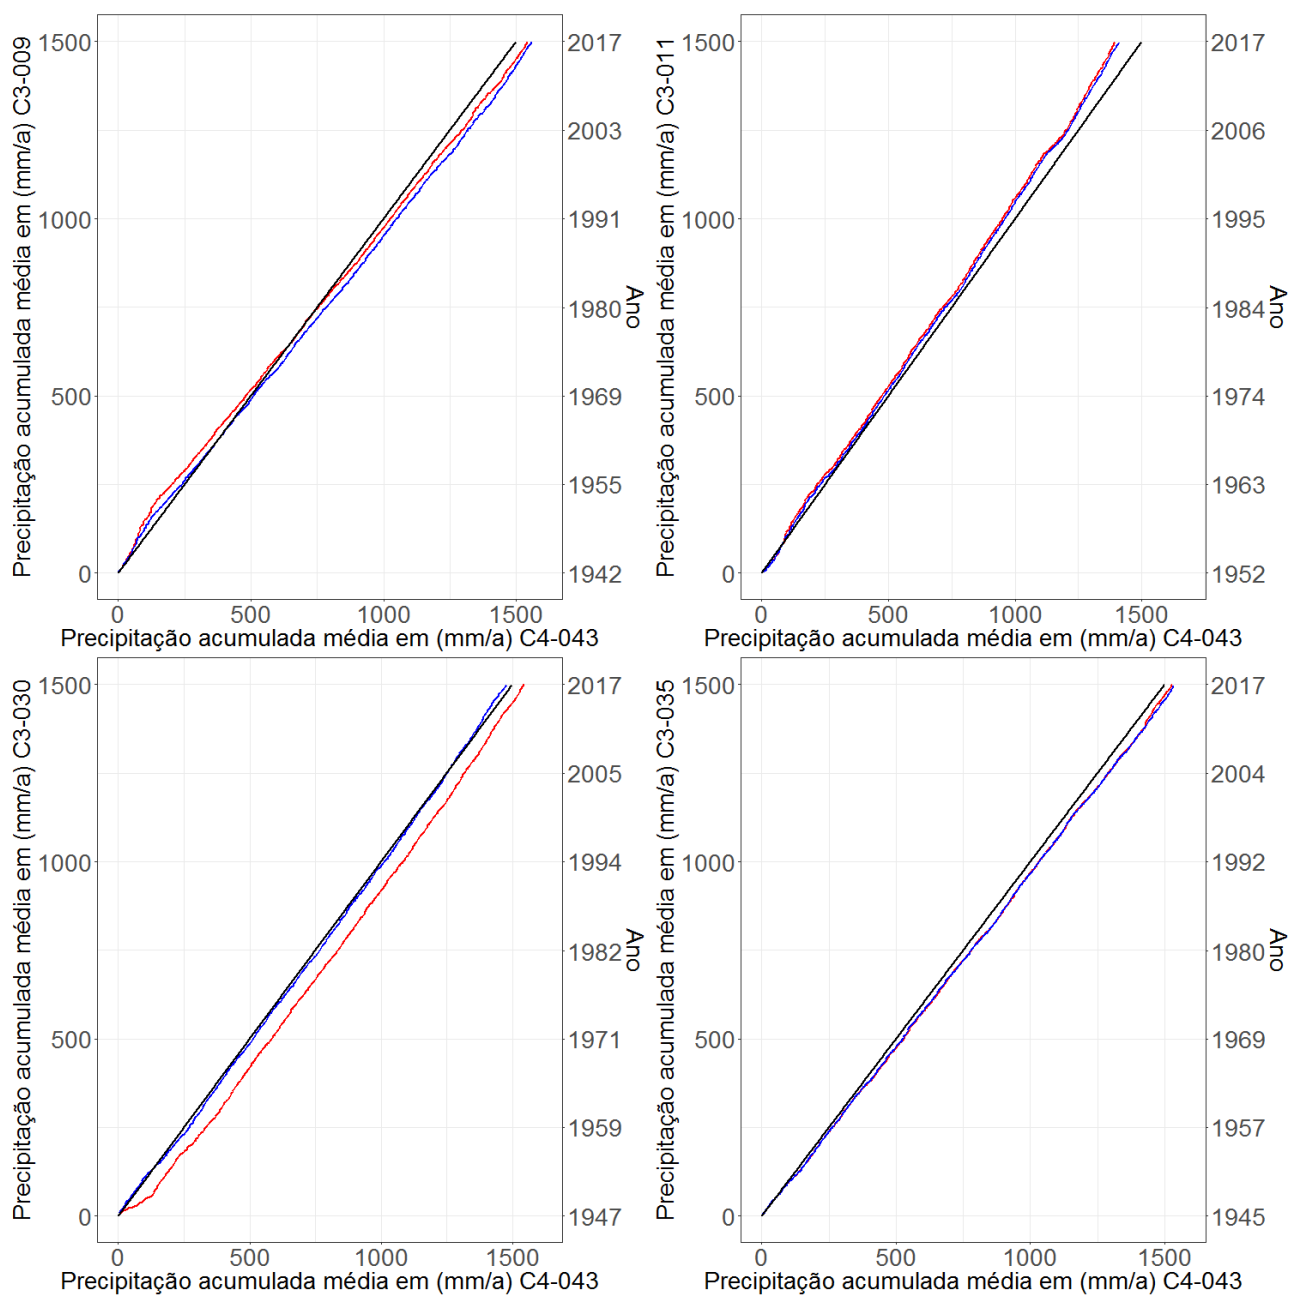 Precipitação acumulada média em (mm/a) C3-009
1500
1000
500
0
2017
2003
1991
1980
1969
1955
1942
Ano
0 500 1000 1500
Precipitação acumulada média em (mm/a) C4-043
Precipitação acumulada média em (mm/a) C3-011
1500
1000
500
0
2017
2006
1995
1984
1974
1963
1952
Ano
0 500 1000 1500
Precipitação acumulada média em (mm/a) C4-043
Precipitação acumulada média em (mm/a) C3-030
1500
1000
500
0
2017
2005
1994
1982
1971
1959
1947
Ano
0 500 1000 1500
Precipitação acumulada média em (mm/a) C4-043
Precipitação acumulada média em (mm/a) C3-035
1500
1000
500
0
2017
2004
1992
1980
1969
1957
1945
Ano
0 500 1000 1500
Precipitação acumulada média em (mm/a) C4-043